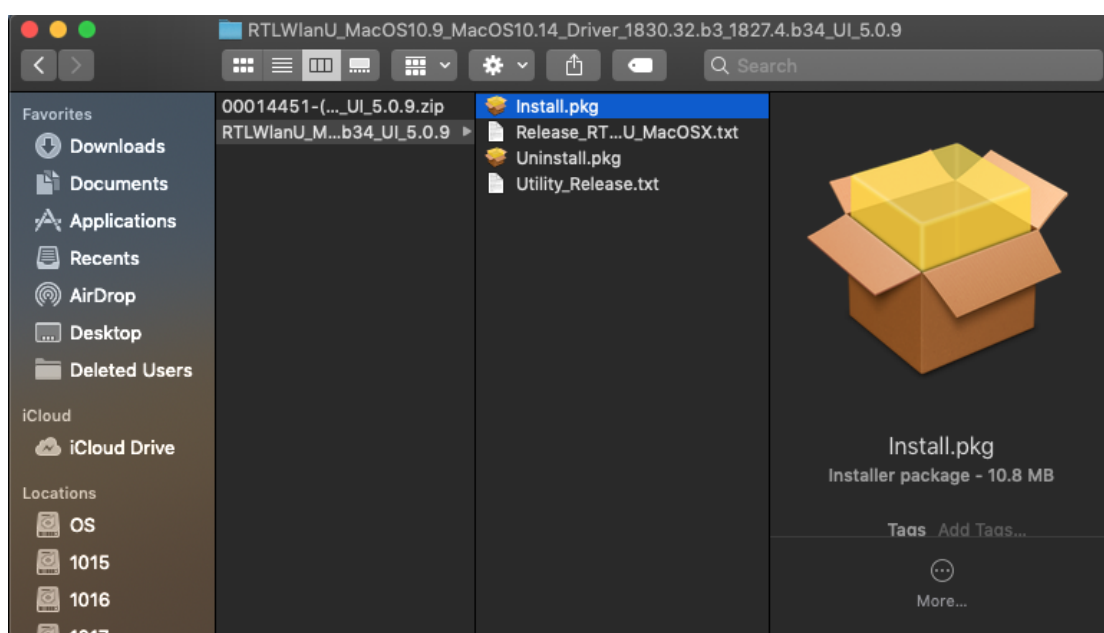 RTLWlanU_MacOS10.9_MacOS10.14_Driver_1830.32.b3_1827.4.b34_UI_5.0.9
Search
Favorites
Downloads
Documents
Applications
Recents
AirDrop
Desktop
Deleted Users
iCloud
iCloud Drive
Locations
OS
1015
1016
1017
00014451-(..._UI_5.0.9.zip
RTLWlanU_M...b34_UI_5.0.9
Install.pkg
Release_RT...U_MacOSX.txt
Uninstall.pkg
Utility_Release.txt
Install.pkg
Installer package - 10.8 MB
Tags Add Tags...
More...